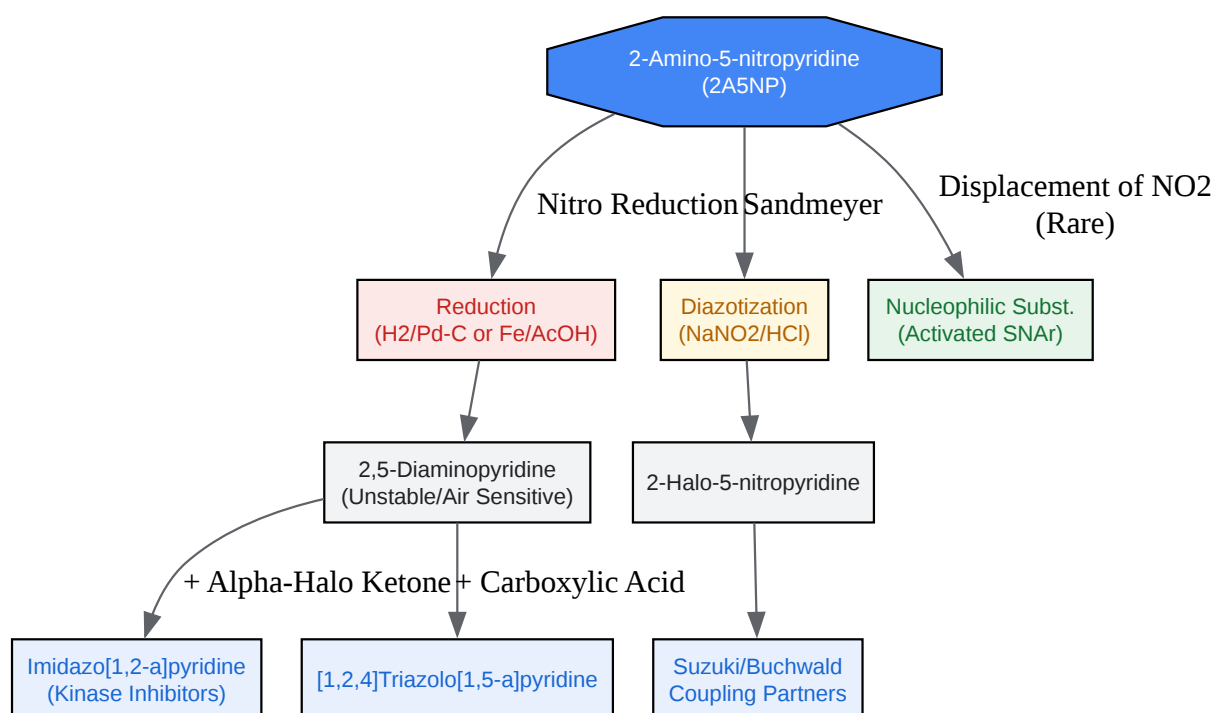 2-Amino-5-nitropyridine
(2A5NP)
Nitro Reduction
Sandmeyer
Displacement of NO2
(Rare)
Reduction
(H2/Pd-C or Fe/AcOH)
Diazotization
(NaNO2/HCl)
Nucleophilic Subst.
(Activated SNAr)
2,5-Diaminopyridine
(Unstable/Air Sensitive)
2-Halo-5-nitropyridine
+ Alpha-Halo Ketone
+ Carboxylic Acid
Imidazo[1,2-a]pyridine
(Kinase Inhibitors)
[1,2,4]Triazolo[1,5-a]pyridine
Suzuki/Buchwald
Coupling Partners